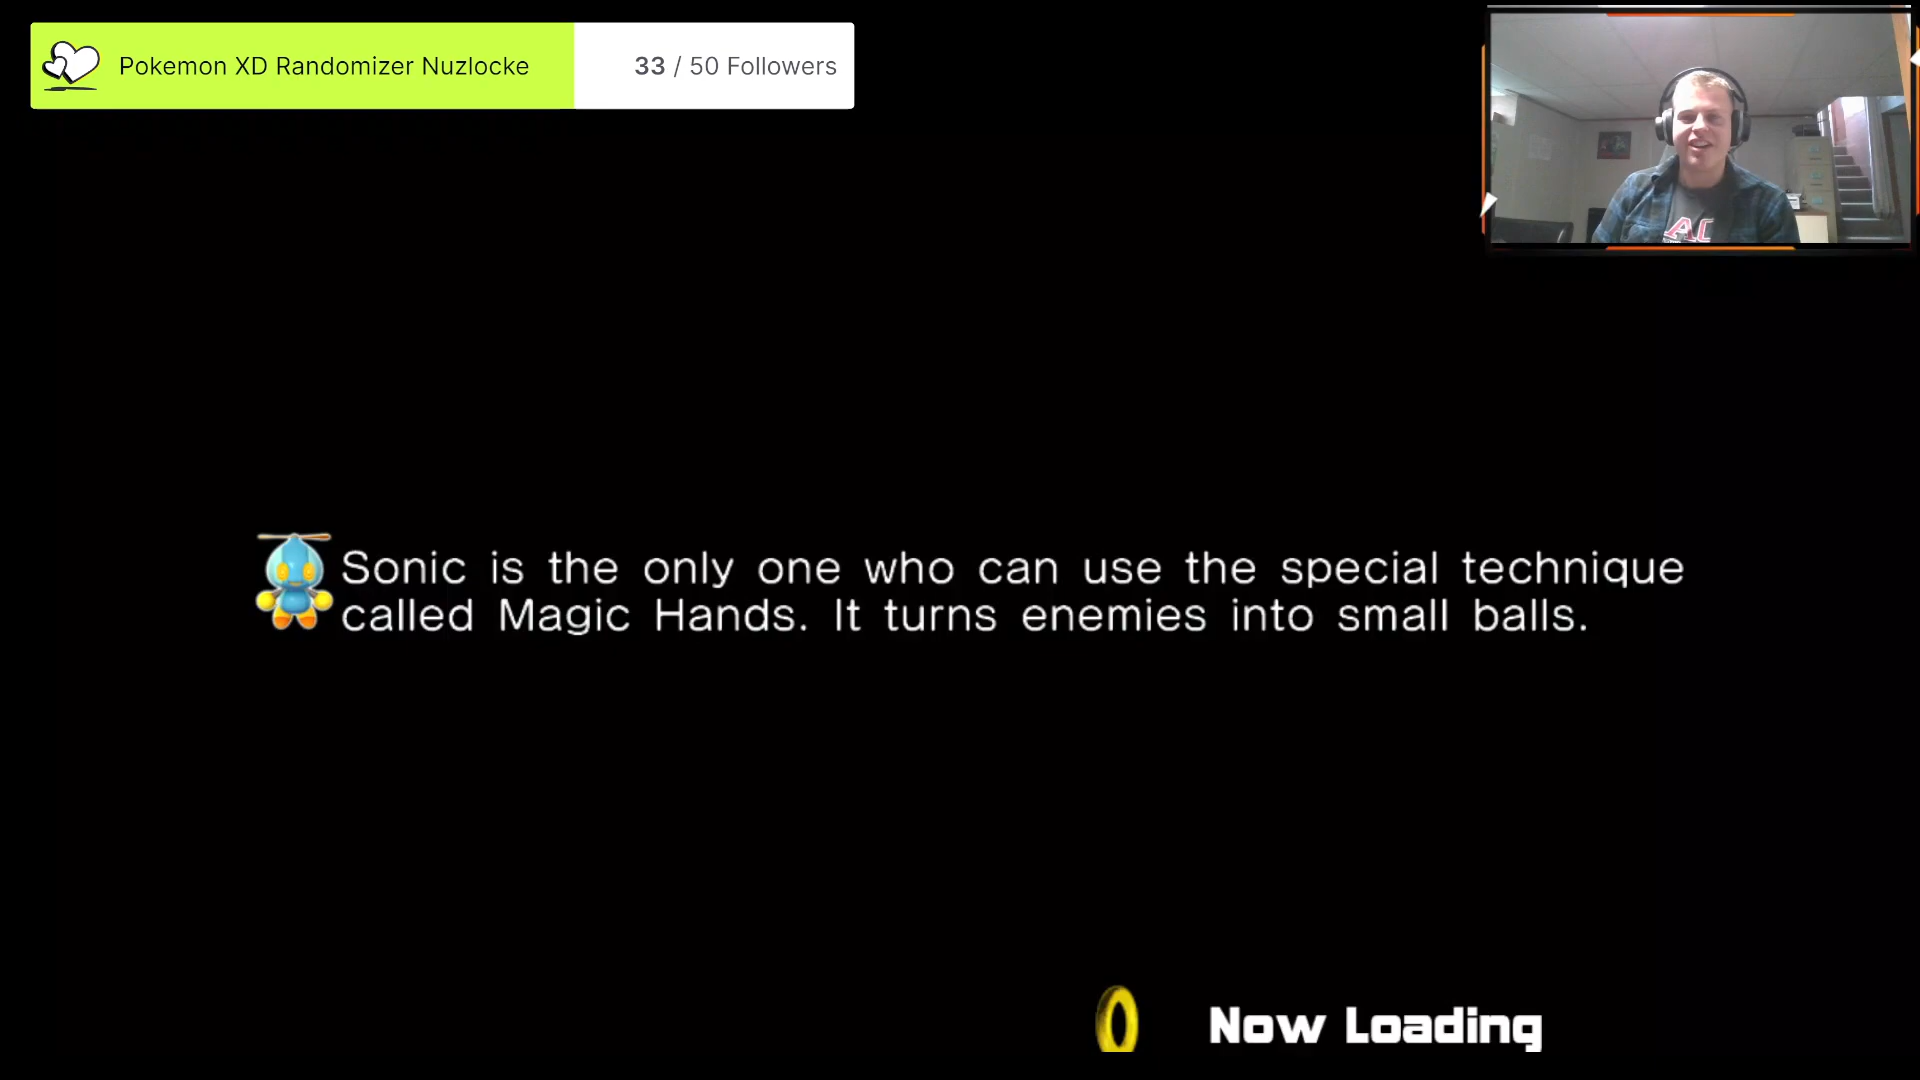 Pokemon XD Randomizer Nuzlocke 33 / 50 Followers
Sonic is the only one who can use the special technique
called Magic Hands. It turns enemies into small balls.
Now Loading